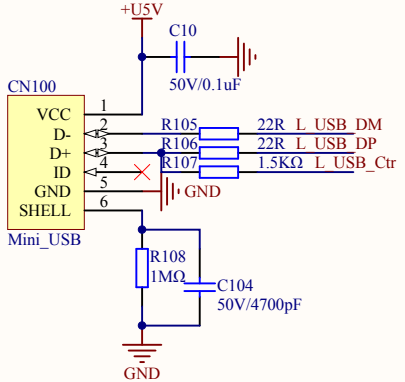 +U5V
C10
50V/0.1uF
CN100
VCC 1
D- 2 R105 22R L_USB_DM
D+ 3 R106 22R L_USB_DP
ID 4 R107 1.5KΩ L_USB_Ctr
GND 5 GND
SHELL 6
Mini_USB
R108
1MΩ
C104
50V/4700pF
GND